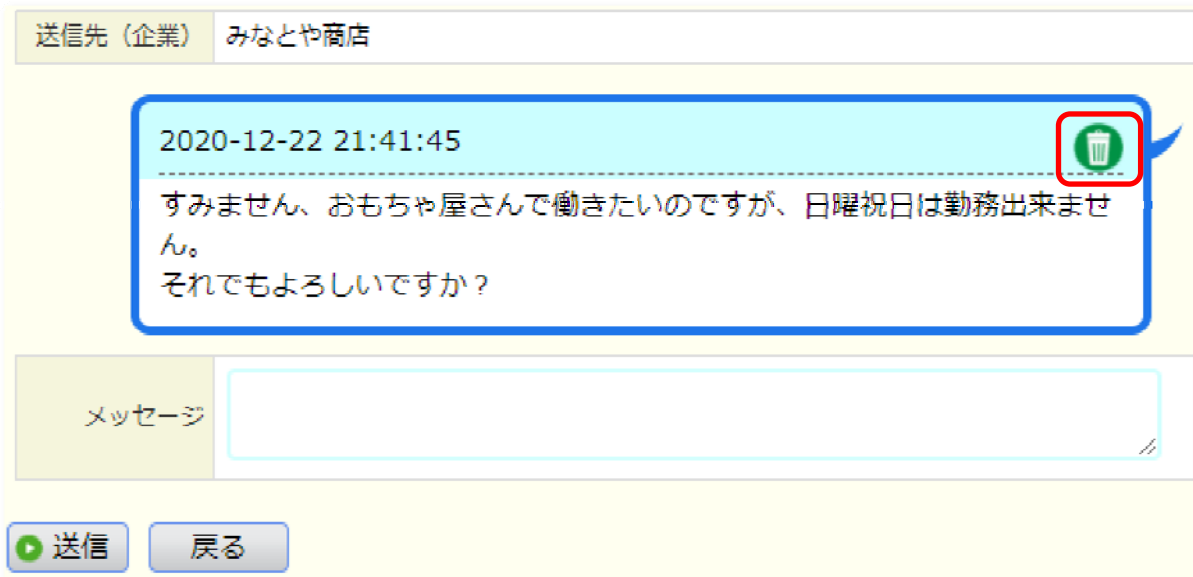 送信先（企業） みなとや商店
2020-12-22 21:41:45
すみません、おもちゃ屋さんで働きたいのですが、日曜祝日は勤務出来ませ
ん。
それでもよろしいですか？
メッセージ
送信 戻る